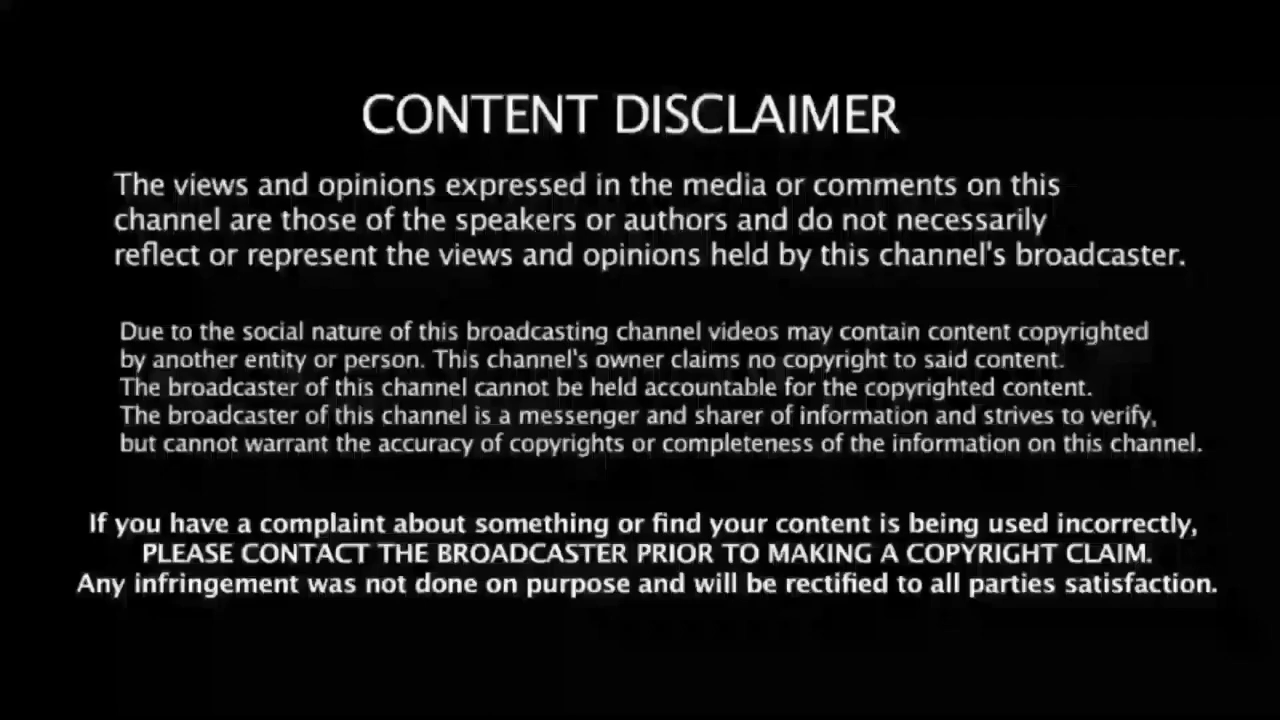 CONTENT DISCLAIMER
The views and opinions expressed in the media or comments on this
channel are those of the speakers or authors and do not necessarily
reflect or represent the views and opinions held by this channel's broadcaster.
Due to the social nature of this broadcasting channel videos may contain content copyrighted
by another entity or person. This channel's owner claims no copyright to said content.
The broadcaster of this channel cannot be held accountable for the copyrighted content.
The broadcaster of this channel is a messenger and sharer of information and strives to verify,
but cannot warrant the accuracy of copyrights or completeness of the information on this channel.
If you have a complaint about something or find your content is being used incorrectly,
PLEASE CONTACT THE BROADCASTER PRIOR TO MAKING A COPYRIGHT CLAIM.
Any infringement was not done on purpose and will be rectified to all parties satisfaction.